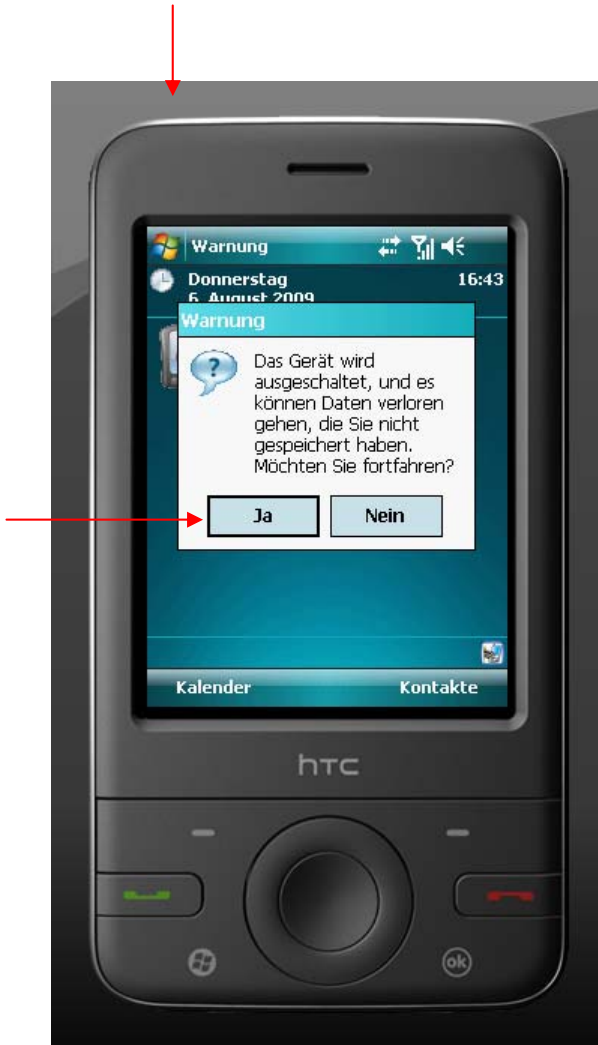 Warnung
Donnerstag 16:43
6. August 2009
Warnung
Das Gerät wird
ausgeschaltet, und es
können Daten verloren
gehen, die Sie nicht
gespeichert haben.
Möchten Sie fortfahren?
Ja Nein
Kalender Kontakte
hTC
ok